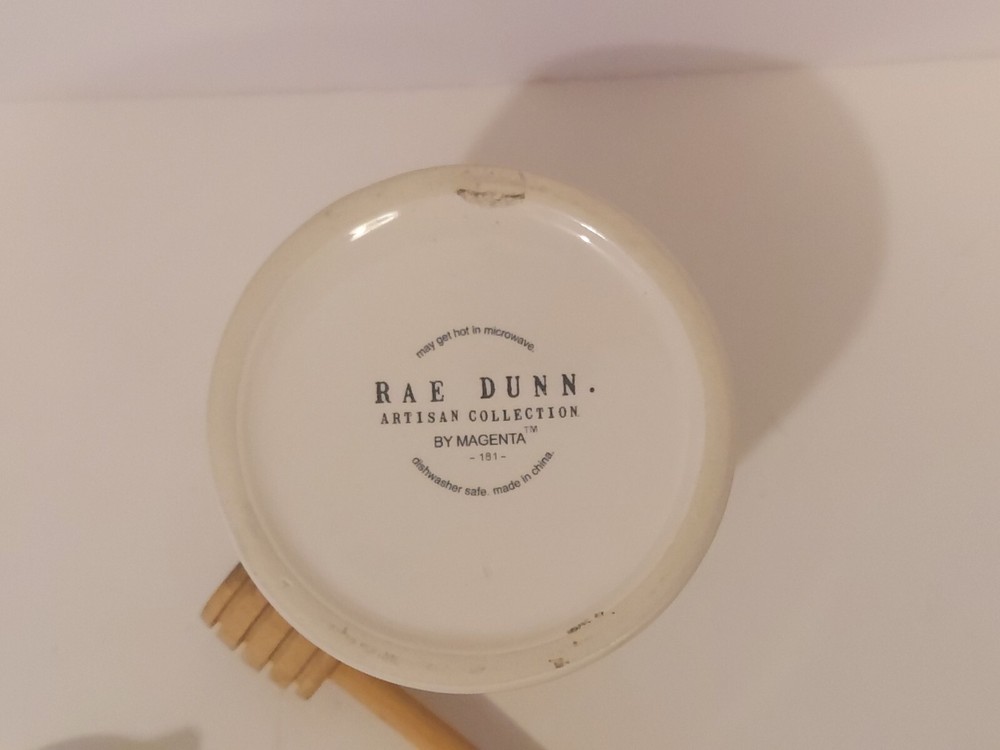 may get hot in microwave.
RAE DUNN.
ARTISAN COLLECTION
BY MAGENTA™
- 181 -
dishwasher safe. made in china.